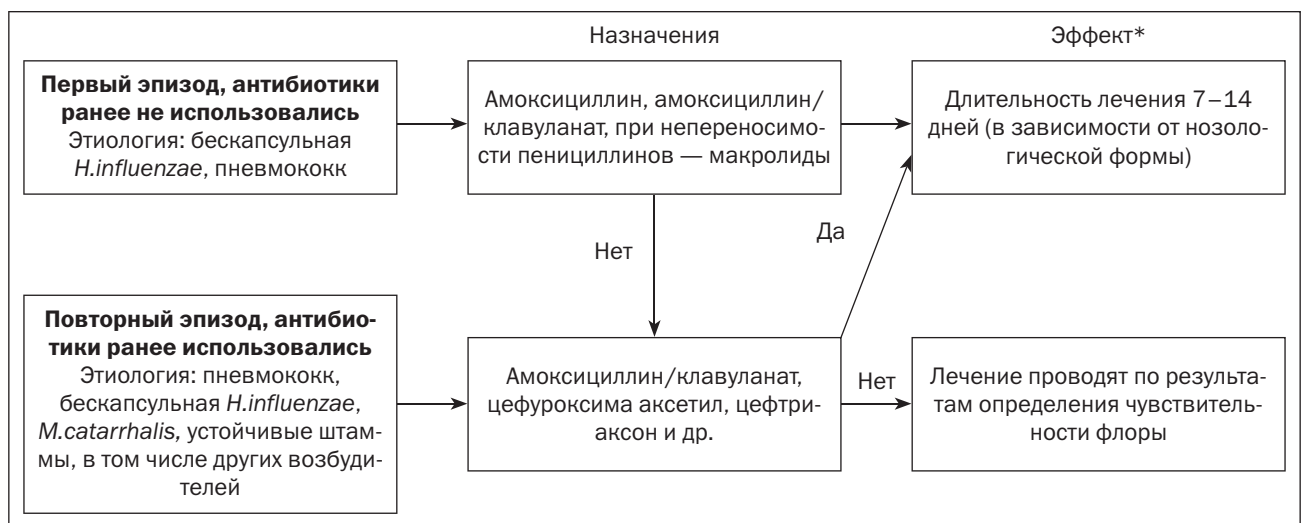 Назначения
Эффект*
Первый эпизод, антибиотики
ранее не использовались
Этиология: бескапсульная
H.influenzae, пневмококк
Амоксициллин, амоксициллин/
клавуланат, при непереносимо-
сти пенициллинов — макролиды
Длительность лечения 7–14
дней (в зависимости от нозоло-
гической формы)
Нет
Да
Повторный эпизод, антибио-
тики ранее использовались
Этиология: пневмококк,
бескапсульная H.influenzae,
M.catarrhalis, устойчивые штам-
мы, в том числе других возбуди-
телей
Амоксициллин/клавуланат,
цефуроксима аксетил, цефтри-
аксон и др.
Нет
Лечение проводят по результа-
там определения чувствитель-
ности флоры